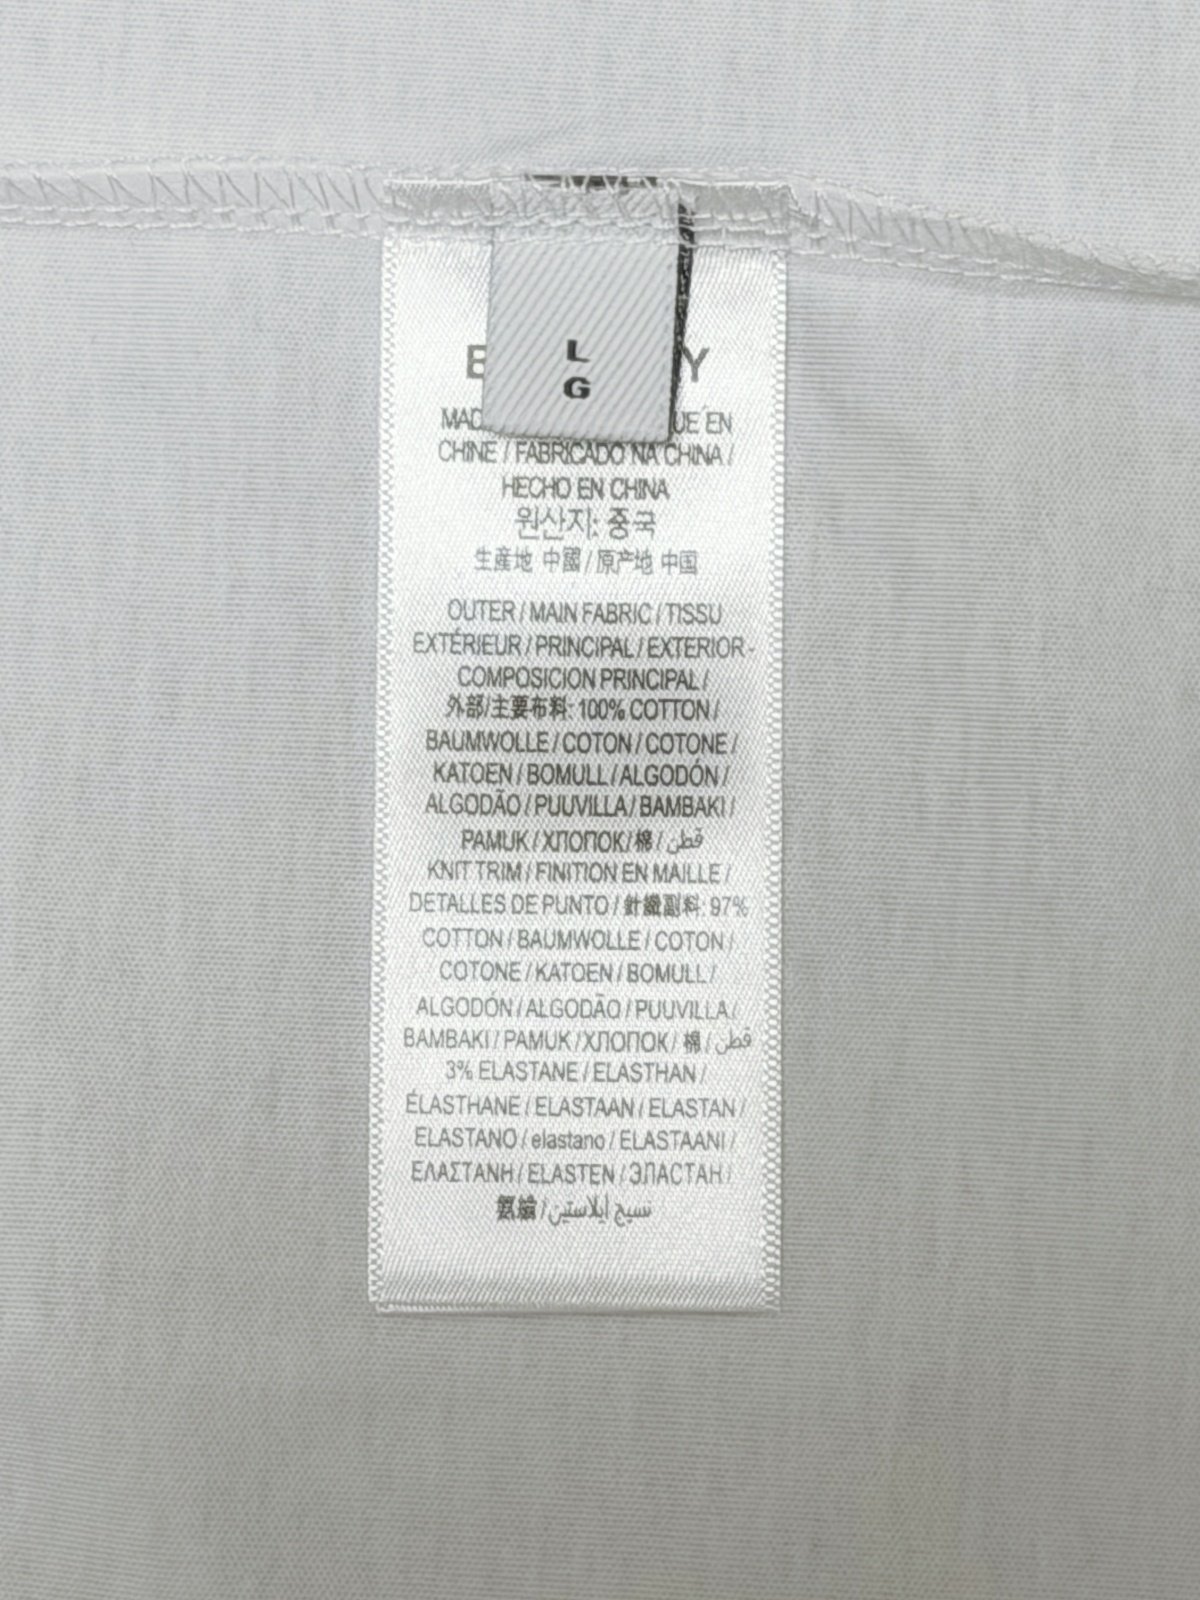 L
G
MAD UE EN
CHINE / FABRICADO NA CHINA /
HECHO EN CHINA
원산지: 중국
生産地 中國 / 原产地 中国
OUTER / MAIN FABRIC / TISSU
EXTÉRIEUR / PRINCIPAL / EXTERIOR -
COMPOSICION PRINCIPAL /
外部/主要布料: 100% COTTON /
BAUMWOLLE / COTON / COTONE /
KATOEN / BOMULL / ALGODÓN /
ALGODÃO / PUUVILLA / BAMBAKI /
PAMUK / ХЛОПОК / 棉 / قطن
KNIT TRIM / FINITION EN MAILLE /
DETALLES DE PUNTO / 針織副料: 97%
COTTON / BAUMWOLLE / COTON /
COTONE / KATOEN / BOMULL /
ALGODÓN / ALGODÃO / PUUVILLA /
BAMBAKI / PAMUK / ХЛОПОК / 棉 / قطن
3% ELASTANE / ELASTHAN /
ÉLASTHANE / ELASTAAN / ELASTAN /
ELASTANO / elastano / ELASTAANI /
ΕΛΑΣΤΑΝΗ / ELASTEN / ЭЛАСТАН /
氨綸 / نسيج إيلاستين